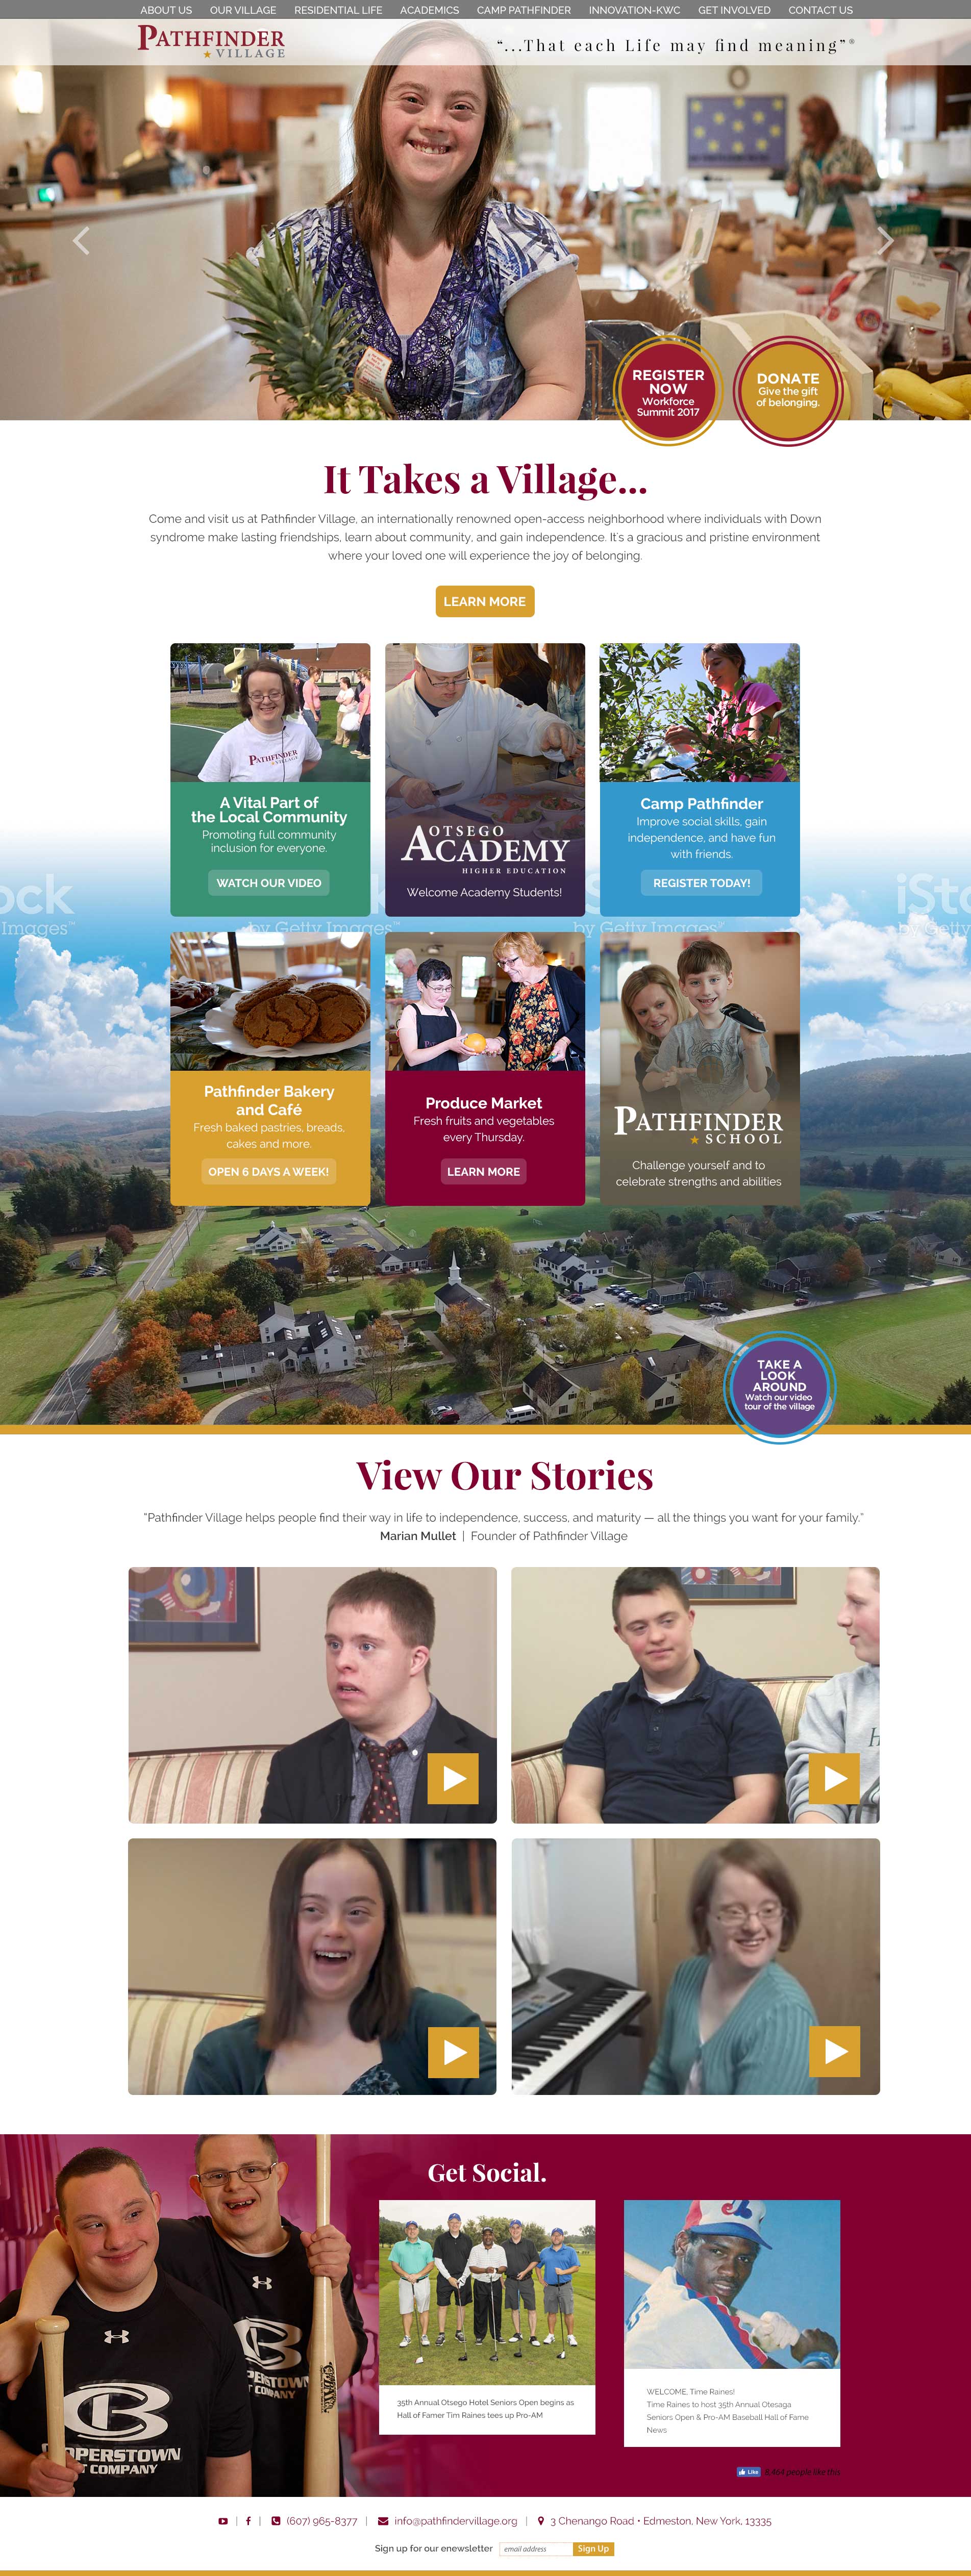 ABOUT US OUR VILLAGE RESIDENTIAL LIFE ACADEMICS CAMP PATHFINDER INNOVATION-KWC GET INVOLVED CONTACT US
PATHFINDER
VILLAGE
“...That each Life may find meaning”®
REGISTER
NOW
Workforce
Summit 2017
DONATE
Give the gift
of belonging.
It Takes a Village...
Come and visit us at Pathfinder Village, an internationally renowned open-access neighborhood where individuals with Down
syndrome make lasting friendships, learn about community, and gain independence. It's a gracious and pristine environment
where your loved one will experience the joy of belonging.
LEARN MORE
PATHFINDER
VILLAGE
A Vital Part of
the Local Community
Promoting full community
inclusion for everyone.
WATCH OUR VIDEO
OTSEGO
ACADEMY
HIGHER EDUCATION
Welcome Academy Students!
Camp Pathfinder
Improve social skills, gain
independence, and have fun
with friends.
REGISTER TODAY!
by Getty Images™
by Getty Images™
Pathfinder Bakery
and Café
Fresh baked pastries, breads,
cakes and more.
OPEN 6 DAYS A WEEK!
Produce Market
Fresh fruits and vegetables
every Thursday.
LEARN MORE
PATHFINDER
SCHOOL
Challenge yourself and to
celebrate strengths and abilities
TAKE A
LOOK
AROUND
Watch our video
tour of the village
View Our Stories
“Pathfinder Village helps people find their way in life to independence, success, and maturity — all the things you want for your family.”
Marian Mullet | Founder of Pathfinder Village
Get Social.
OPERSTOWN
T COMPANY
35th Annual Otsego Hotel Seniors Open begins as
Hall of Famer Tim Raines tees up Pro-AM
WELCOME, Time Raines!
Time Raines to host 35th Annual Otesaga
Seniors Open & Pro-AM Baseball Hall of Fame
News
Like 8,464 people like this
(607) 965-8377 | info@pathfindervillage.org | 3 Chenango Road • Edmeston, New York, 13335
Sign up for our enewsletter email address Sign Up